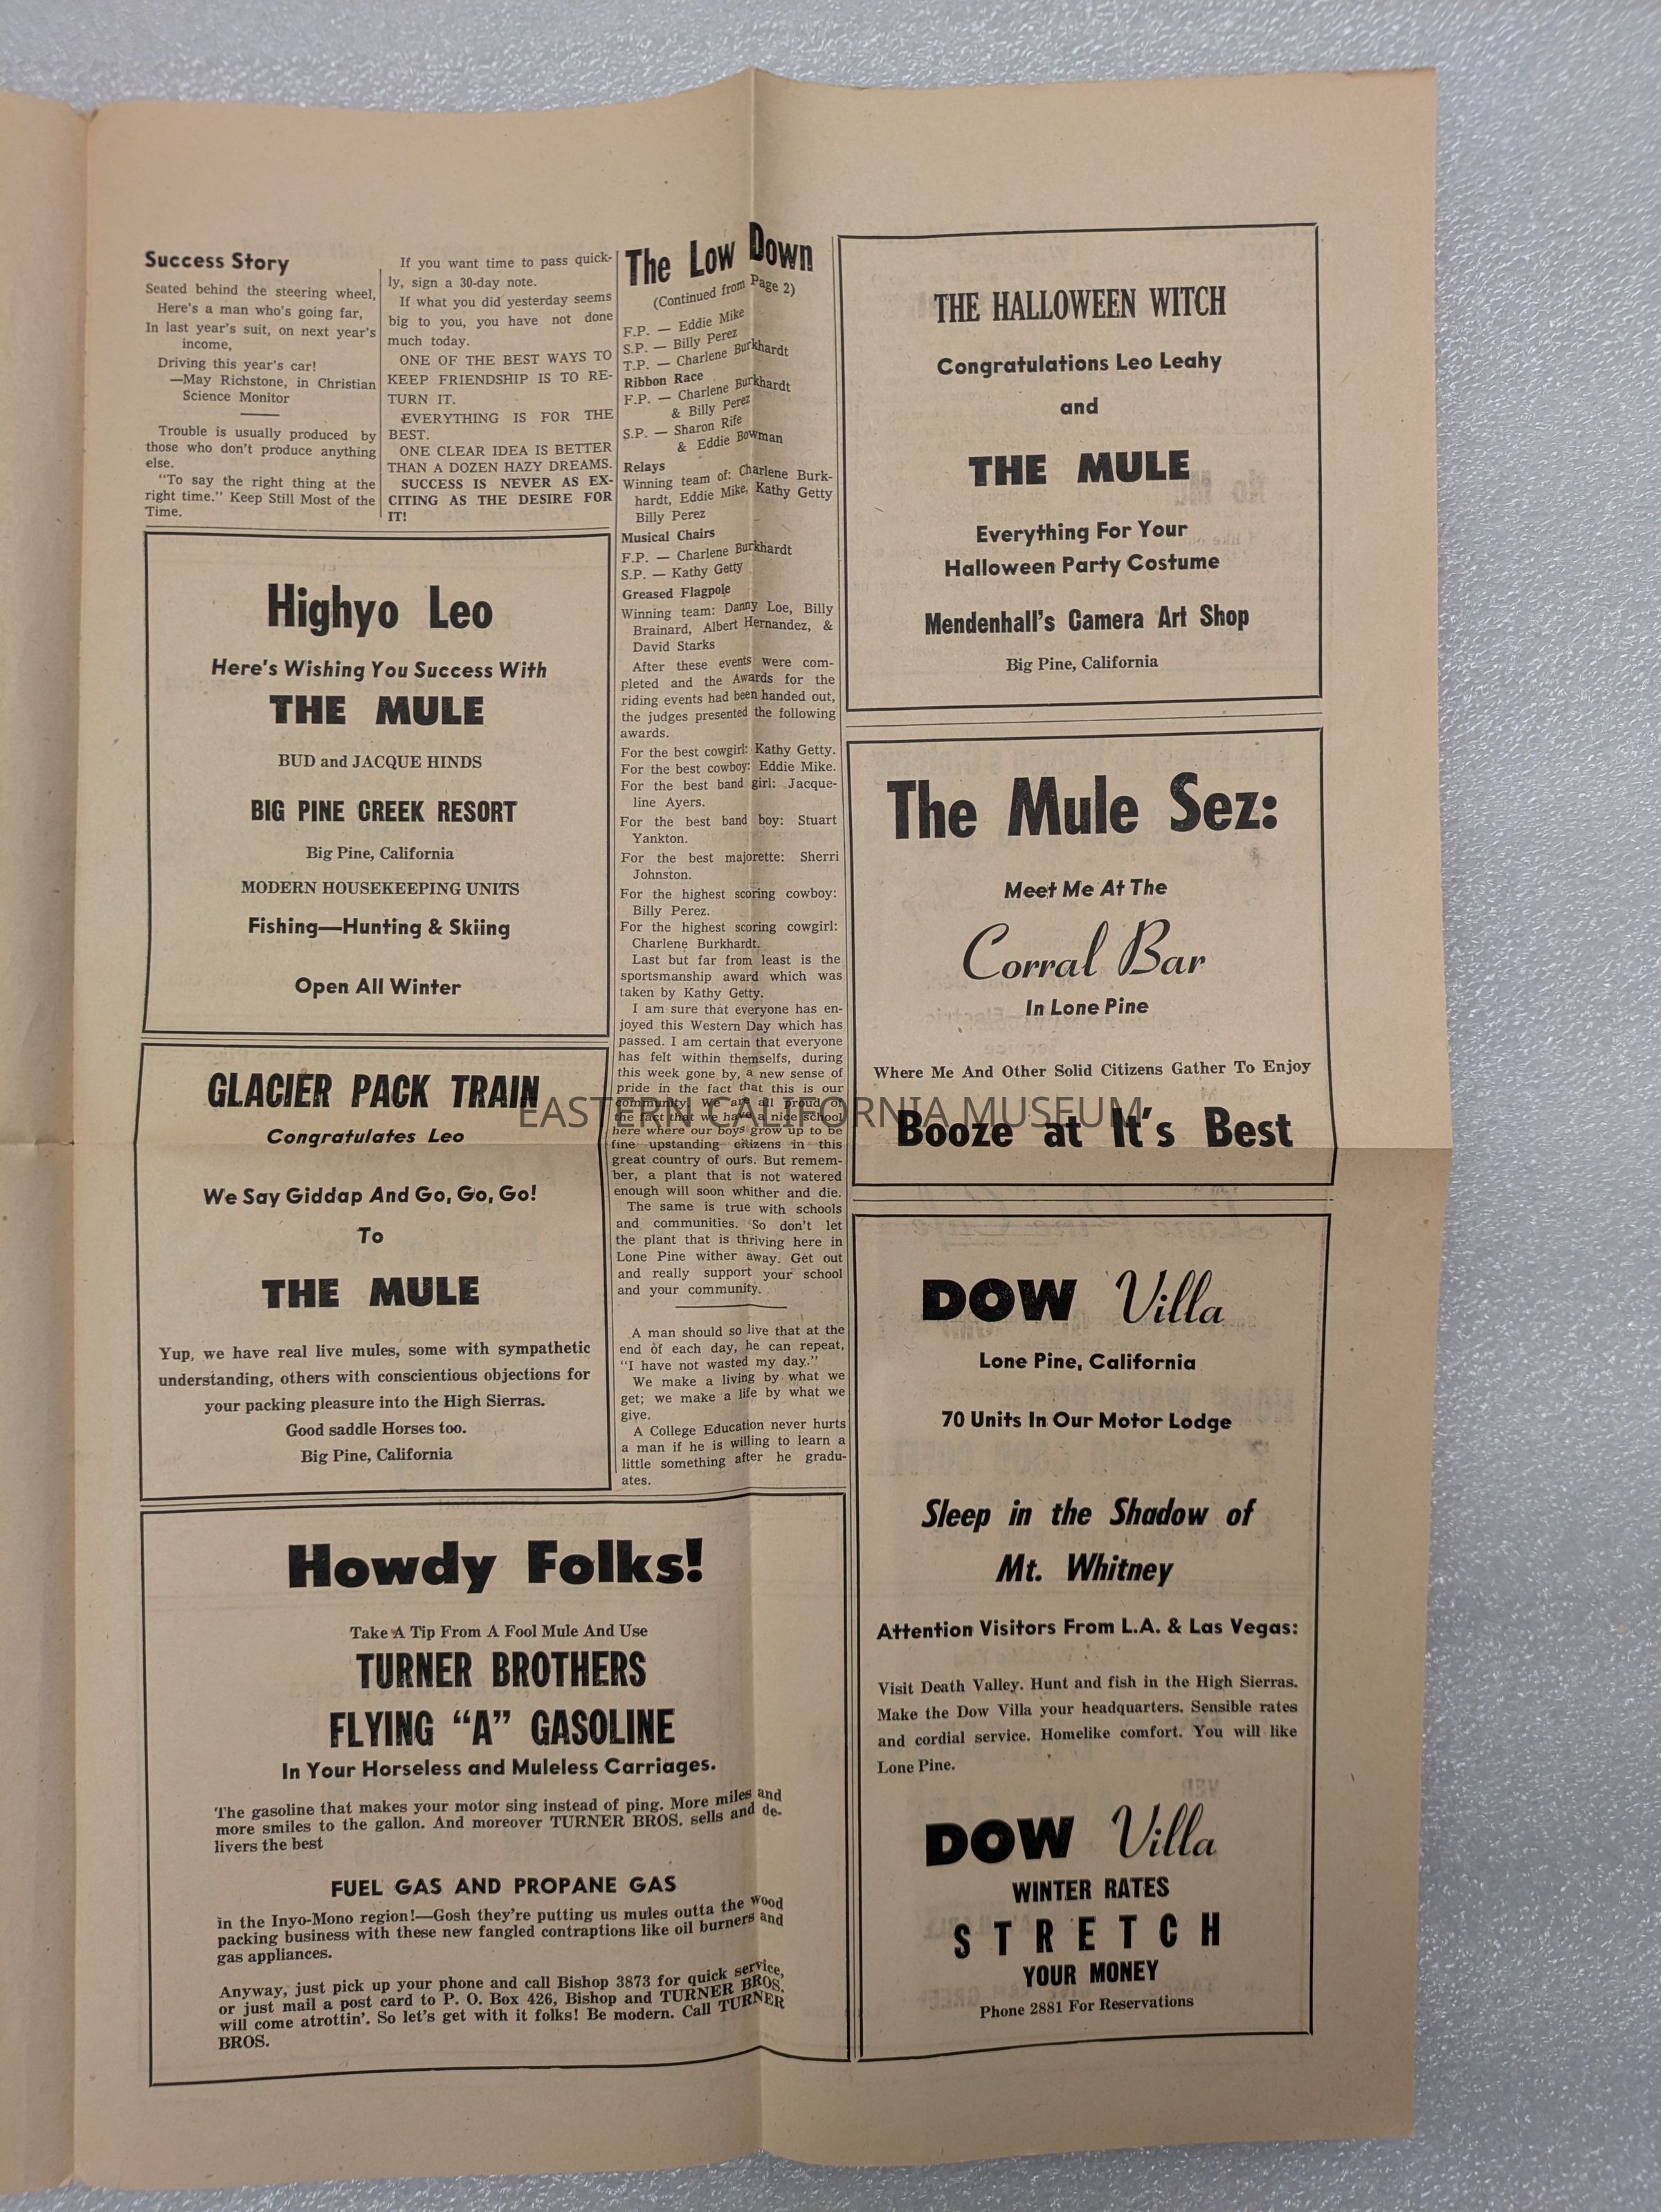 Success Story
Seated behind the steering wheel,
Here's a man who's going far,
In last year's suit, on next year's
income,
Driving this year's car!
—May Richstone, in Christian
Science Monitor
Trouble is usually produced by
those who don't produce anything
else.
"To say the right thing at the
right time." Keep Still Most of the
Time.
If you want time to pass quick-
ly, sign a 30-day note.
If what you did yesterday seems
big to you, you have not done
much today.
ONE OF THE BEST WAYS TO
KEEP FRIENDSHIP IS TO RE-
TURN IT.
EVERYTHING IS FOR THE
BEST.
ONE CLEAR IDEA IS BETTER
THAN A DOZEN HAZY DREAMS.
SUCCESS IS NEVER AS EX-
CITING AS THE DESIRE FOR
IT!
Highyo Leo
Here's Wishing You Success With
THE MULE
BUD and JACQUE HINDS
BIG PINE CREEK RESORT
Big Pine, California
MODERN HOUSEKEEPING UNITS
Fishing—Hunting & Skiing
Open All Winter
GLACIER PACK TRAIN
Congratulates Leo
We Say Giddap And Go, Go, Go!
To
THE MULE
Yup, we have real live mules, some with sympathetic
understanding, others with conscientious objections for
your packing pleasure into the High Sierras.
Good saddle Horses too.
Big Pine, California
The Low Down
(Continued from Page 2)
F.P. — Eddie Mike
S.P. — Billy Perez
T.P. — Charlene Burkhardt
Ribbon Race
F.P. — Charlene Burkhardt
& Billy Perez
S.P. — Sharon Rife
& Eddie Bowman
Relays
Winning team of: Charlene Burk-
hardt, Eddie Mike, Kathy Getty
Billy Perez
Musical Chairs
F.P. — Charlene Burkhardt
S.P. — Kathy Getty
Greased Flagpole
Winning team: Danny Loe, Billy
Brainard, Albert Hernandez, &
David Starks
After these events were com-
pleted and the Awards for the
riding events had been handed out,
the judges presented the following
awards.
For the best cowgirl: Kathy Getty.
For the best cowboy: Eddie Mike.
For the best band girl: Jacque-
line Ayers.
For the best band boy: Stuart
Yankton.
For the best majorette: Sherri
Johnston.
For the highest scoring cowboy:
Billy Perez.
For the highest scoring cowgirl:
Charlene Burkhardt.
Last but far from least is the
sportsmanship award which was
taken by Kathy Getty.
I am sure that everyone has en-
joyed this Western Day which has
passed. I am certain that everyone
has felt within themselfs, during
this week gone by, a new sense of
pride in the fact that this is our
community! We are all proud of
the fact that we have a nice school
here where our boys grow up to be
fine upstanding citizens in this
great country of ours. But remem-
ber, a plant that is not watered
enough will soon whither and die.
The same is true with schools
and communities. So don't let
the plant that is thriving here in
Lone Pine wither away. Get out
and really support your school
and your community.
A man should so live that at the
end of each day, he can repeat,
"I have not wasted my day."
We make a living by what we
get; we make a life by what we
give.
A College Education never hurts
a man if he is willing to learn a
little something after he gradu-
ates.
Howdy Folks!
Take A Tip From A Fool Mule And Use
TURNER BROTHERS
FLYING "A" GASOLINE
In Your Horseless and Muleless Carriages.
The gasoline that makes your motor sing instead of ping. More miles and
more smiles to the gallon. And moreover TURNER BROS. sells and de-
livers the best
FUEL GAS AND PROPANE GAS
in the Inyo-Mono region!—Gosh they're putting us mules outta the wood
packing business with these new fangled contraptions like oil burners and
gas appliances.
Anyway, just pick up your phone and call Bishop 3873 for quick service,
or just mail a post card to P. O. Box 426, Bishop and TURNER BROS.
will come atrottin'. So let's get with it folks! Be modern. Call TURNER
BROS.
THE HALLOWEEN WITCH
Congratulations Leo Leahy
and
THE MULE
Everything For Your
Halloween Party Costume
Mendenhall's Camera Art Shop
Big Pine, California
The Mule Sez:
Meet Me At The
Corral Bar
In Lone Pine
Where Me And Other Solid Citizens Gather To Enjoy
Booze at It's Best
DOW Villa
Lone Pine, California
70 Units In Our Motor Lodge
Sleep in the Shadow of
Mt. Whitney
Attention Visitors From L.A. & Las Vegas:
Visit Death Valley. Hunt and fish in the High Sierras.
Make the Dow Villa your headquarters. Sensible rates
and cordial service. Homelike comfort. You will like
Lone Pine.
DOW Villa
WINTER RATES
STRETCH
YOUR MONEY
Phone 2881 For Reservations
EASTERN CALIFORNIA MUSEUM